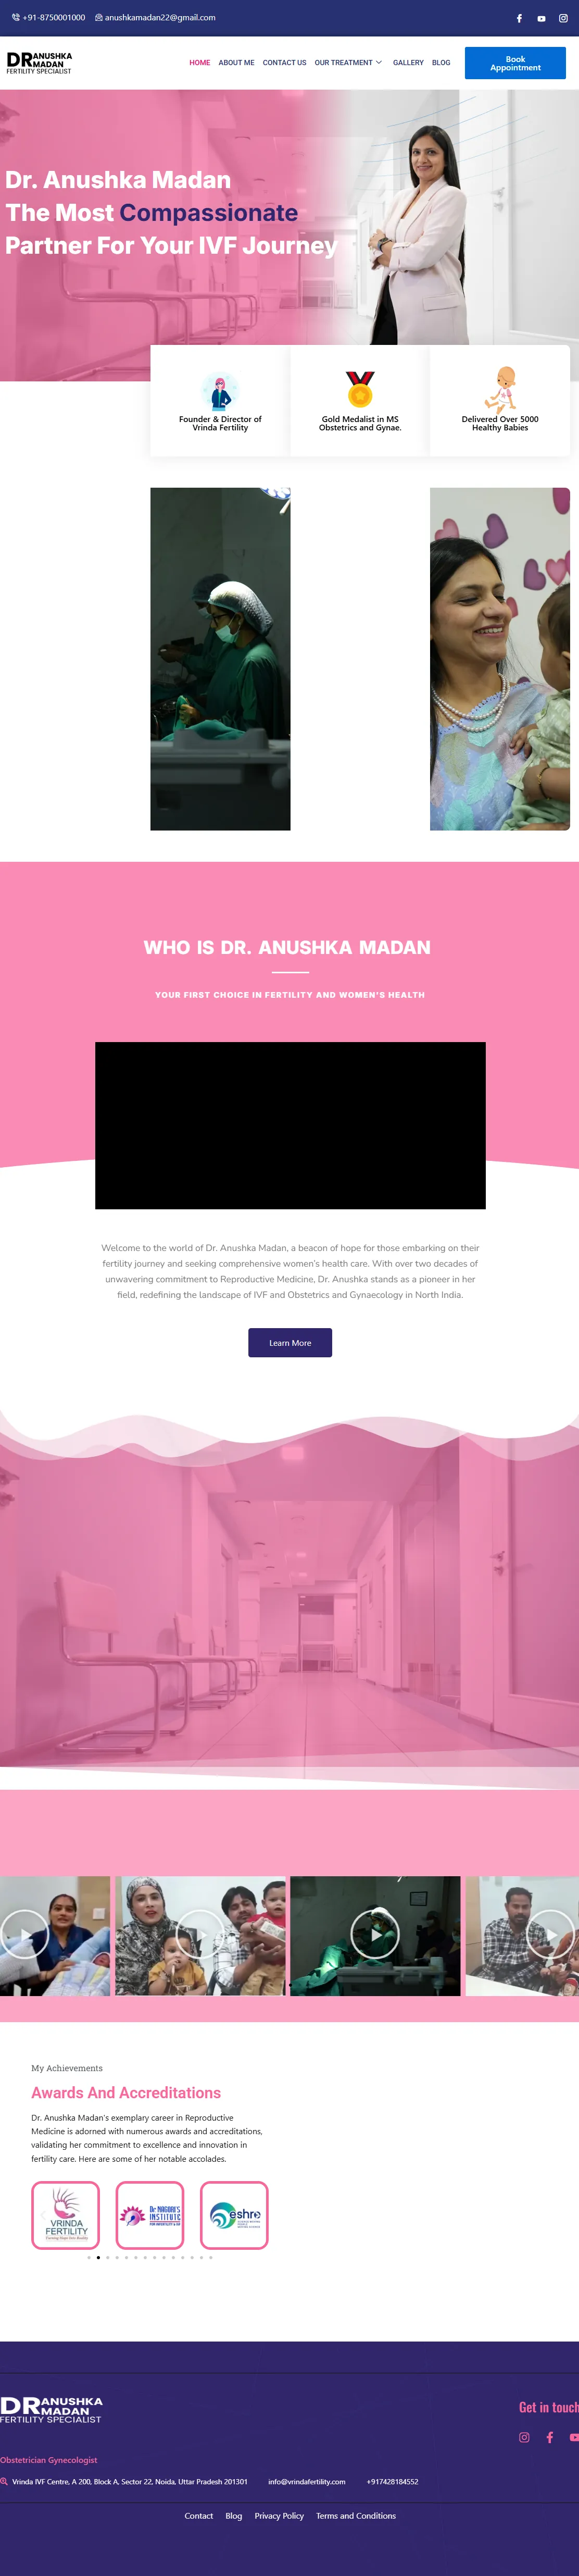 +91-8750001000 anushkamadan22@gmail.com
DR ANUSHKA MADAN
FERTILITY SPECIALIST
HOME ABOUT ME CONTACT US OUR TREATMENT GALLERY BLOG
Book
Appointment
Dr. Anushka Madan
The Most Compassionate
Partner For Your IVF Journey
Founder & Director of
Vrinda Fertility
Gold Medalist in MS
Obstetrics and Gynae.
Delivered Over 5000
Healthy Babies
WHO IS DR. ANUSHKA MADAN
YOUR FIRST CHOICE IN FERTILITY AND WOMEN'S HEALTH
Welcome to the world of Dr. Anushka Madan, a beacon of hope for those embarking on their
fertility journey and seeking comprehensive women's health care. With over two decades of
unwavering commitment to Reproductive Medicine, Dr. Anushka stands as a pioneer in her
field, redefining the landscape of IVF and Obstetrics and Gynaecology in North India.
Learn More
My Achievements
Awards And Accreditations
Dr. Anushka Madan's exemplary career in Reproductive
Medicine is adorned with numerous awards and accreditations,
validating her commitment to excellence and innovation in
fertility care. Here are some of her notable accolades.
VRINDA
FERTILITY
INSTITUTE
eshre
DR ANUSHKA MADAN
FERTILITY SPECIALIST
Get in touch
Obstetrician Gynecologist
Vrinda IVF Centre, A 200, Block A, Sector 22, Noida, Uttar Pradesh 201301 info@vrindafertility.com +917428184552
Contact Blog Privacy Policy Terms and Conditions